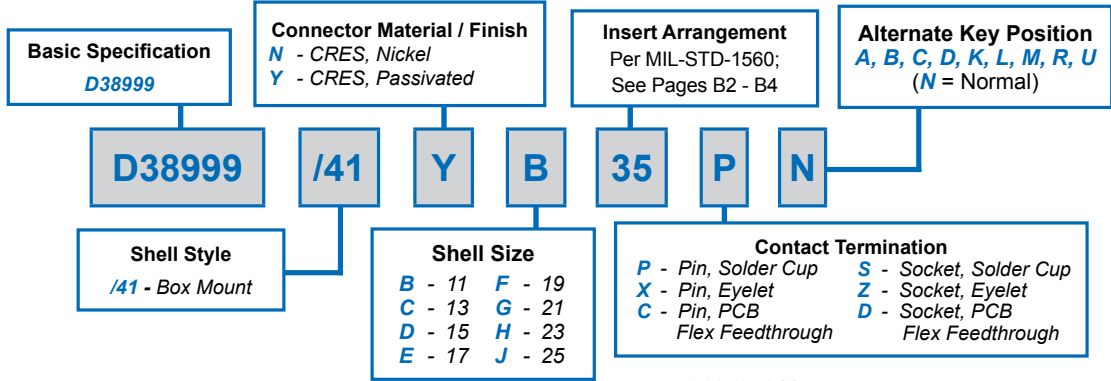 Basic Specification
D38999
Connector Material / Finish
N - CRES, Nickel
Y - CRES, Passivated
Insert Arrangement
Per MIL-STD-1560;
See Pages B2 - B4
Alternate Key Position
A, B, C, D, K, L, M, R, U
(N = Normal)
D38999 /41 Y B 35 P N
Shell Style
/41 - Box Mount
Shell Size
B - 11 F - 19
C - 13 G - 21
D - 15 H - 23
E - 17 J - 25
Contact Termination
P - Pin, Solder Cup S - Socket, Solder Cup
X - Pin, Eyelet Z - Socket, Eyelet
C - Pin, PCB D - Socket, PCB
Flex Feedthrough Flex Feedthrough